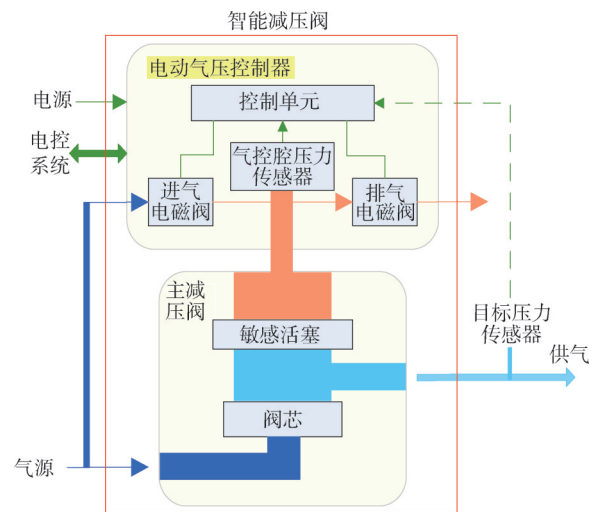 智能减压阀
电动气压控制器
控制单元
电源
电控
系统
气控腔压力
传感器
进气
电磁阀
排气
电磁阀
主减
压阀
敏感活塞
目标压力
传感器
供气
阀芯
气源